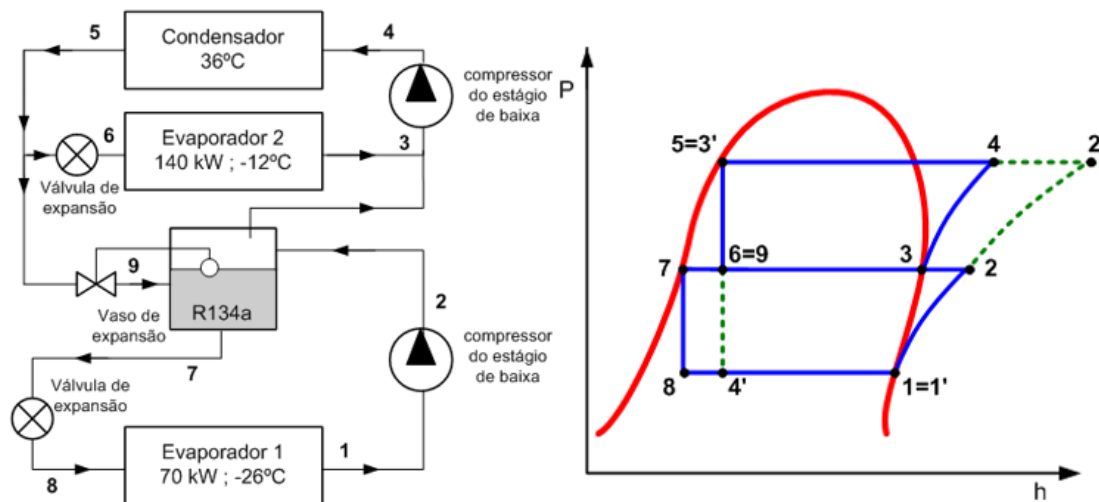 5
Condensador
36ºC
4
compressor
do estágio
de baixa
6
Evaporador 2
140 kW ; -12ºC
3
Válvula de
expansão
9
R134a
Vaso de
expansão
2
compressor
do estágio
de baixa
7
Válvula de
expansão
8
Evaporador 1
70 kW ; -26ºC
1
P
5=3'
4
2
7
6=9
3
2
8
4'
1=1'
h